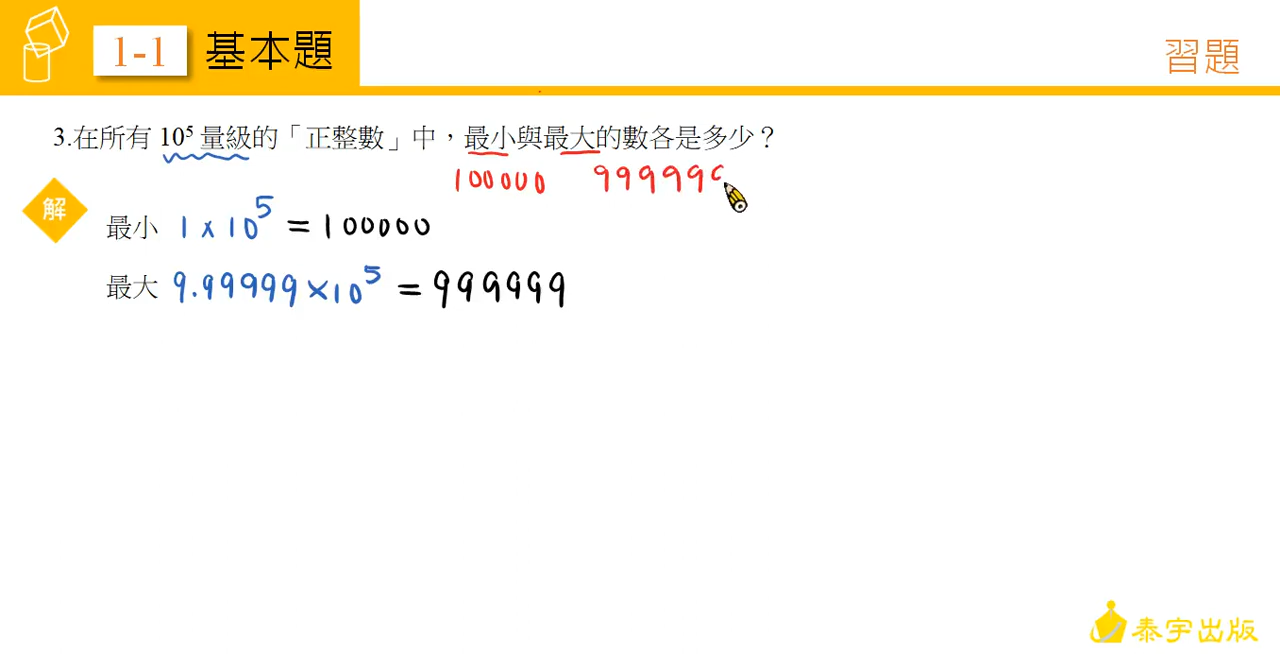 1-1 基本題
習題
3.在所有 10⁵ 量級的「正整數」中，最小與最大的數各是多少？
100000 99999
解
最小 1 × 10⁵ = 100000
最大 9.99999 × 10⁵ = 999999
泰宇出版